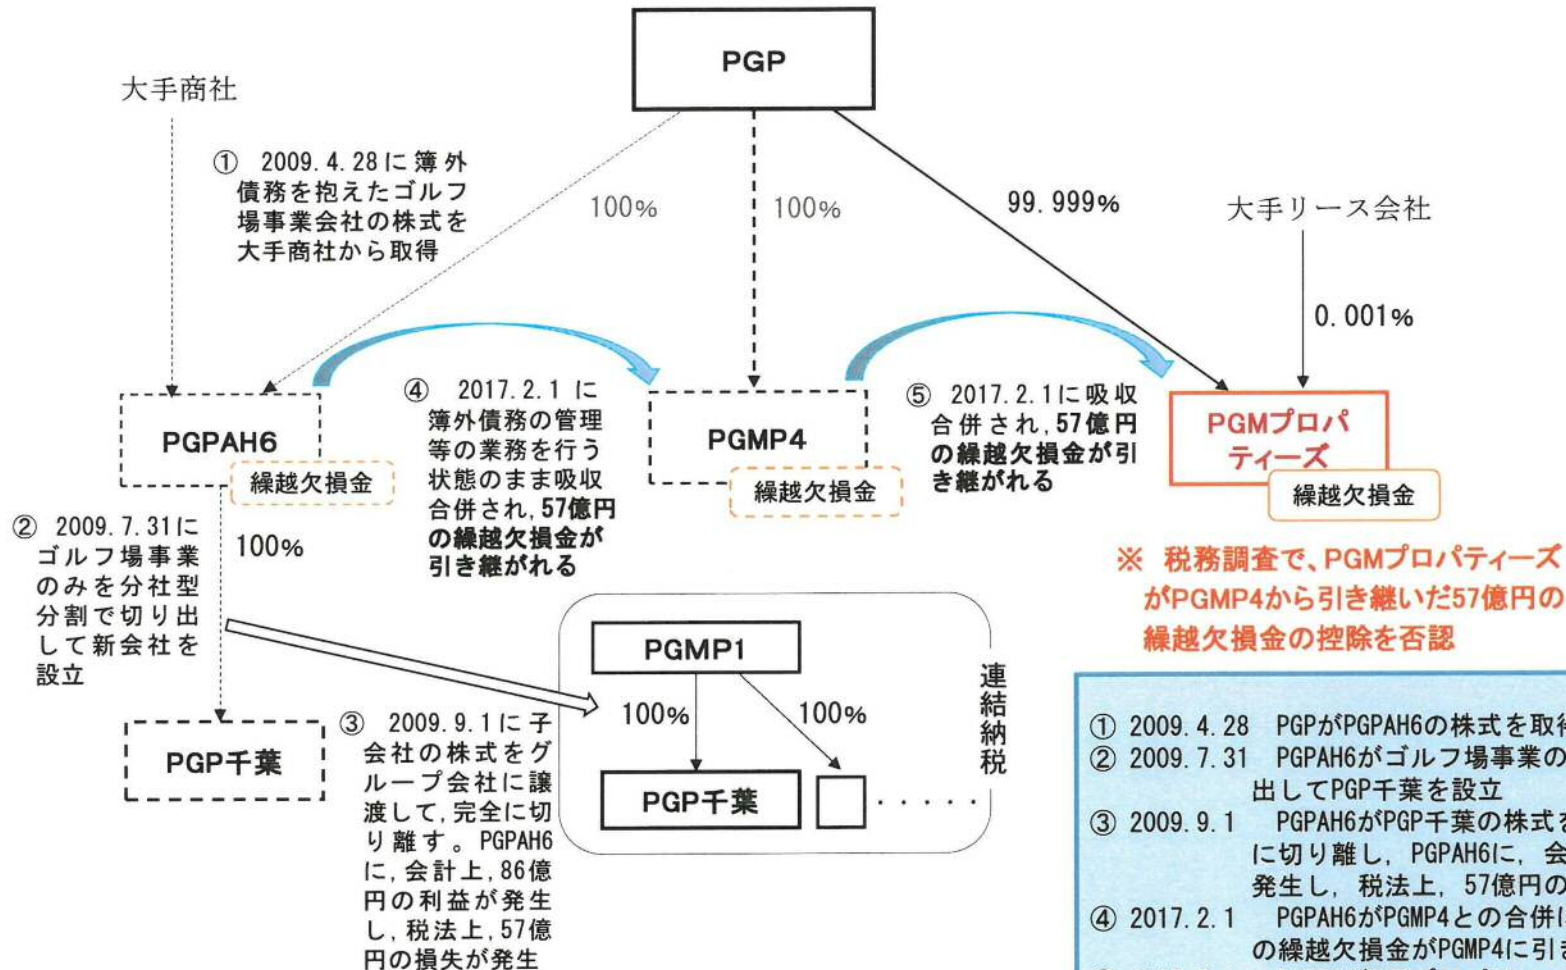 PGP
大手商社
① 2009.4.28に簿外
債務を抱えたゴルフ
場事業会社の株式を
大手商社から取得
100%
100%
99.999%
大手リース会社
0.001%
PGPAH6
繰越欠損金
④ 2017.2.1 に
簿外債務の管理
等の業務を行う
状態のまま吸収
合併され,57億円
の繰越欠損金が
引き継がれる
PGMP4
繰越欠損金
⑤ 2017.2.1に吸収
合併され,57億円
の繰越欠損金が引
き継がれる
PGMプロパ
ティーズ
繰越欠損金
② 2009.7.31に
ゴルフ場事業
のみを分社型
分割で切り出
して新会社を
設立
100%
※ 税務調査で、PGMプロパティーズ
がPGMP4から引き継いだ57億円の
繰越欠損金の控除を否認
PGP千葉
③ 2009.9.1に子
会社の株式をグ
ループ会社に譲
渡して,完全に切
り離す。PGPAH6
に,会計上,86億
円の利益が発生
し,税法上,57億
円の損失が発生
PGMP1
100%
100%
PGP千葉
・・・・・
連結納税
① 2009.4.28 PGPがPGPAH6の株式を取得
② 2009.7.31 PGPAH6がゴルフ場事業の
出してPGP千葉を設立
③ 2009.9.1 PGPAH6がPGP千葉の株式を
に切り離し,PGPAH6に,会
発生し,税法上,57億円の
④ 2017.2.1 PGPAH6がPGMP4との合併に
の繰越欠損金がPGMP4に引き